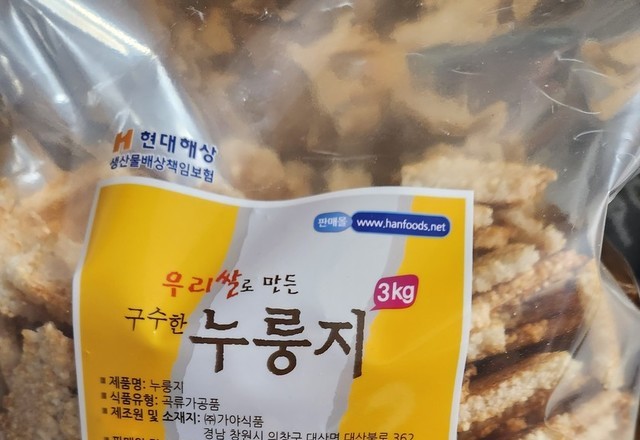 H 현대해상
생산물배상책임보험
판매몰 www.hanfoods.net
우리쌀로 만든
3kg
구수한 누룽지
■ 제품명: 누룽지
■ 식품유형: 곡류가공품
■ 제조원 및 소재지: ㈜가야식품
경남 창원시 의창구 대산면 대산북로 362